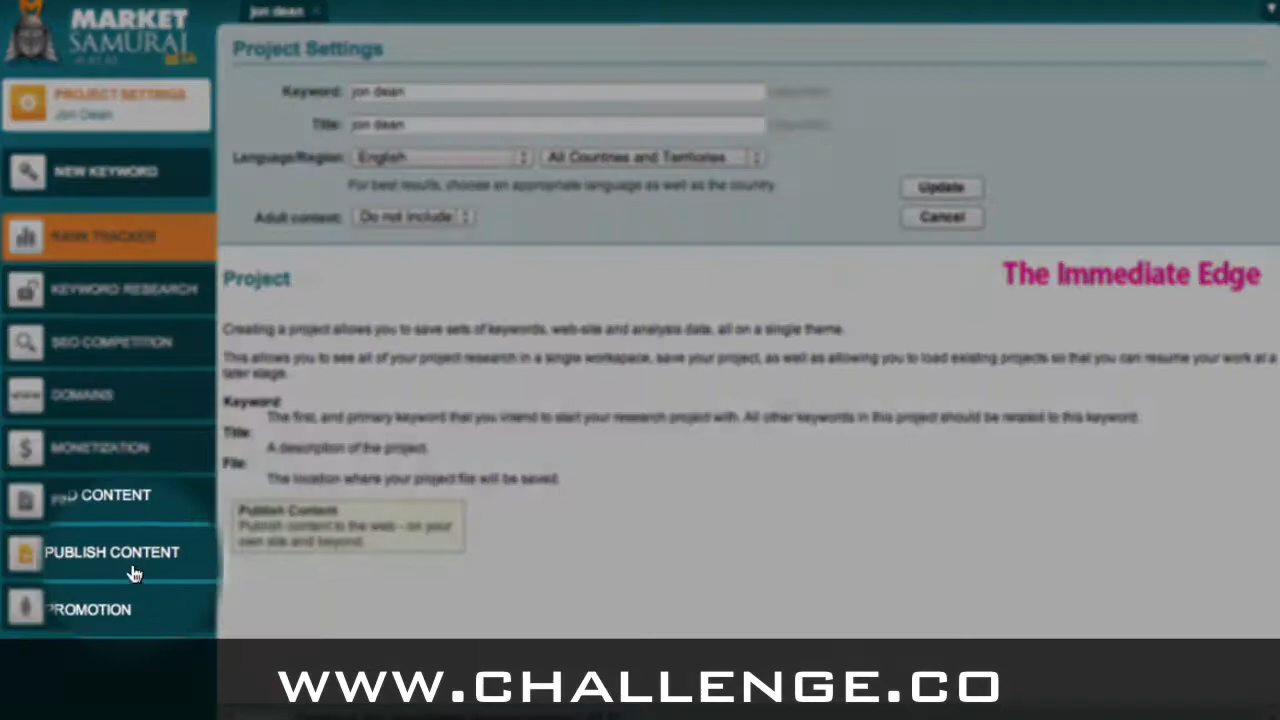 MARKET
SAMURAI
BETA
jon dean
Project Settings
PROJECT SETTINGS
Jon Dean
Keyword: jon dean
Title: jon dean
Language/Region: English All Countries and Territories
For best results, choose an appropriate language as well as the country.
Update
Adult content: Do not include
Cancel
NEW KEYWORD
RANK TRACKER
KEYWORD RESEARCH
SEO COMPETITION
DOMAINS
MONETIZATION
CONTENT
PUBLISH CONTENT
PROMOTION
Project
The Immediate Edge
Creating a project allows you to save sets of keywords, web-site and analysis data, all on a single theme.
This allows you to see all of your project research in a single workspace, save your project, as well as allowing you to load existing projects so that you can resume your work at a
later stage.
Keyword:
The first, and primary keyword that you intend to start your research project with. All other keywords in this project should be related to this keyword.
Title:
A description of the project.
File:
The location where your project file will be saved.
Publish Content
Publish content to the web - on your
own site and beyond.
WWW.CHALLENGE.CO